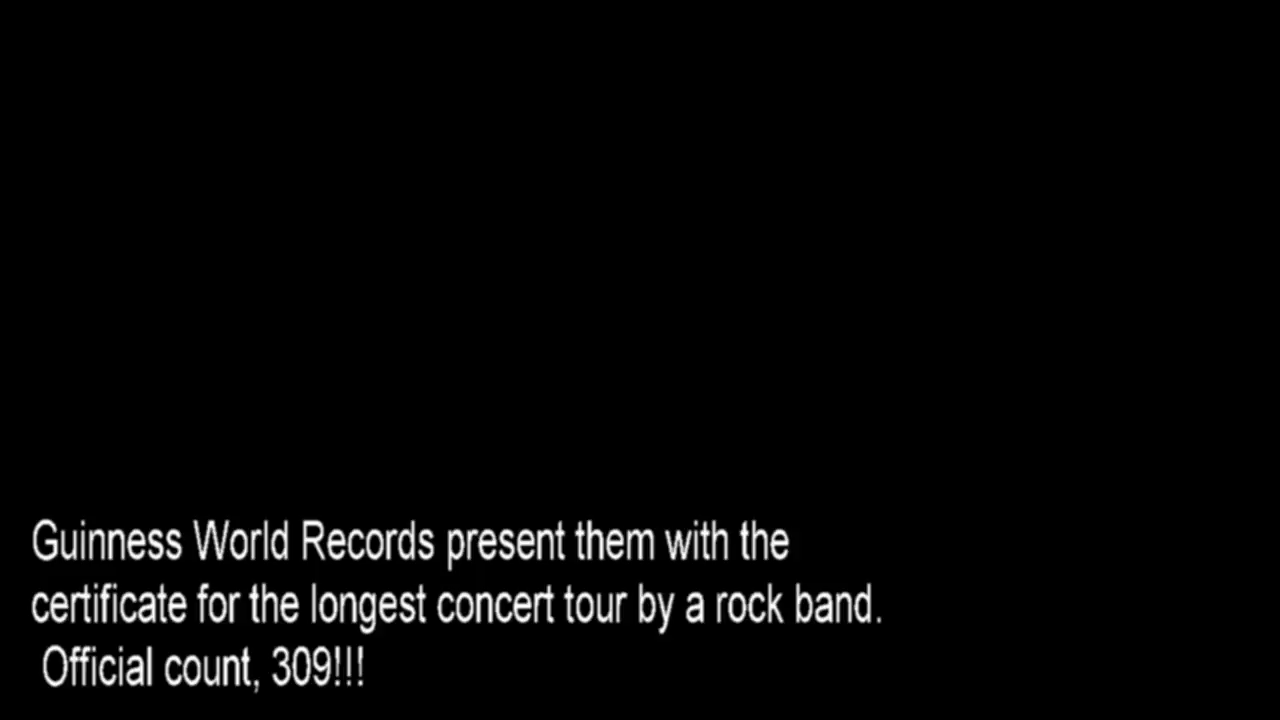 Guinness World Records present them with the
certificate for the longest concert tour by a rock band.
Official count, 309!!!